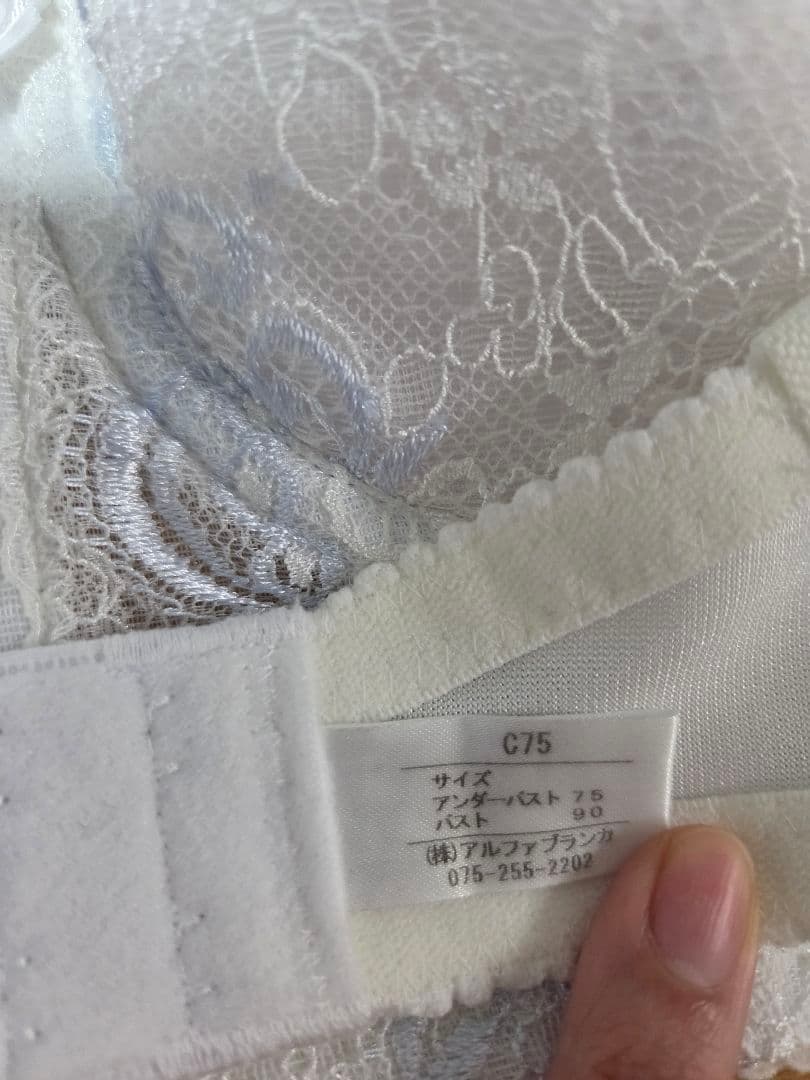 C75
サイズ
アンダーバスト 75
バスト 90
(株)アルファブランカ
075-255-2202